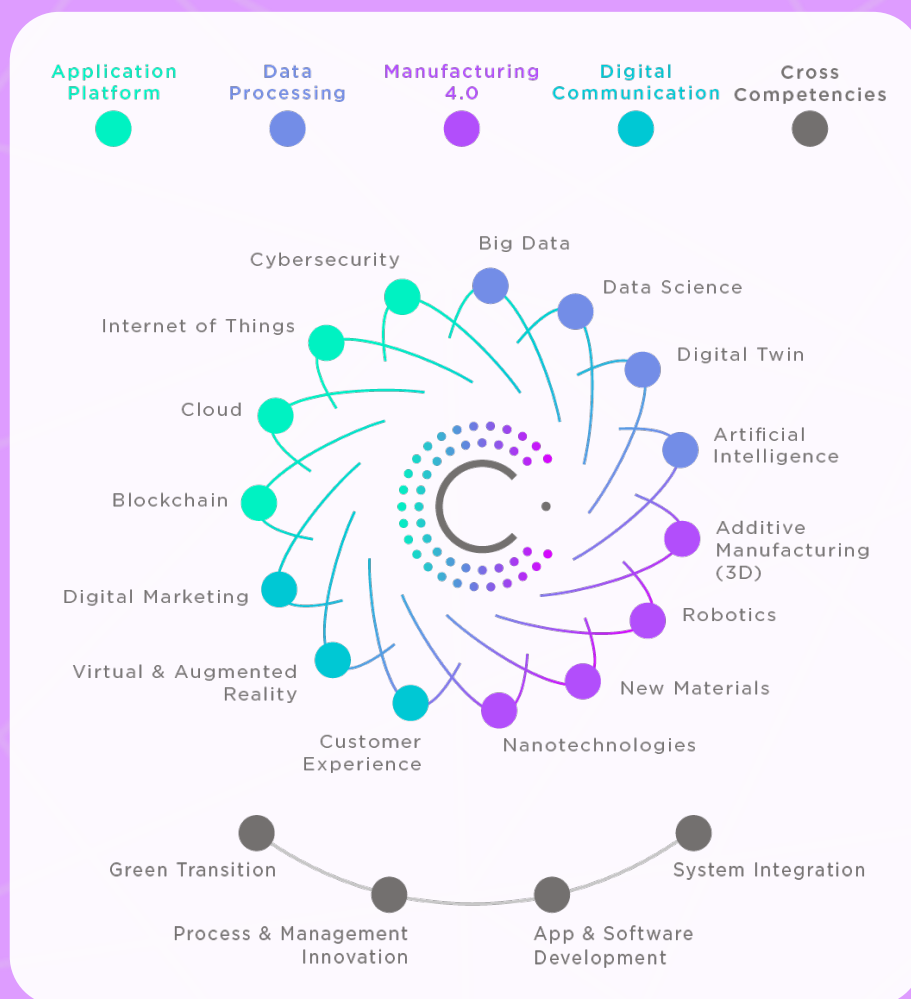 Application
Platform
Data
Processing
Manufacturing
4.0
Digital
Communication
Cross
Competencies
Big Data
Cybersecurity
Data Science
Internet of Things
Digital Twin
Cloud
Artificial
Intelligence
Blockchain
Additive
Manufacturing
(3D)
Digital Marketing
Robotics
Virtual & Augmented
Reality
New Materials
Customer
Experience
Nanotechnologies
Green Transition
System Integration
Process & Management
Innovation
App & Software
Development